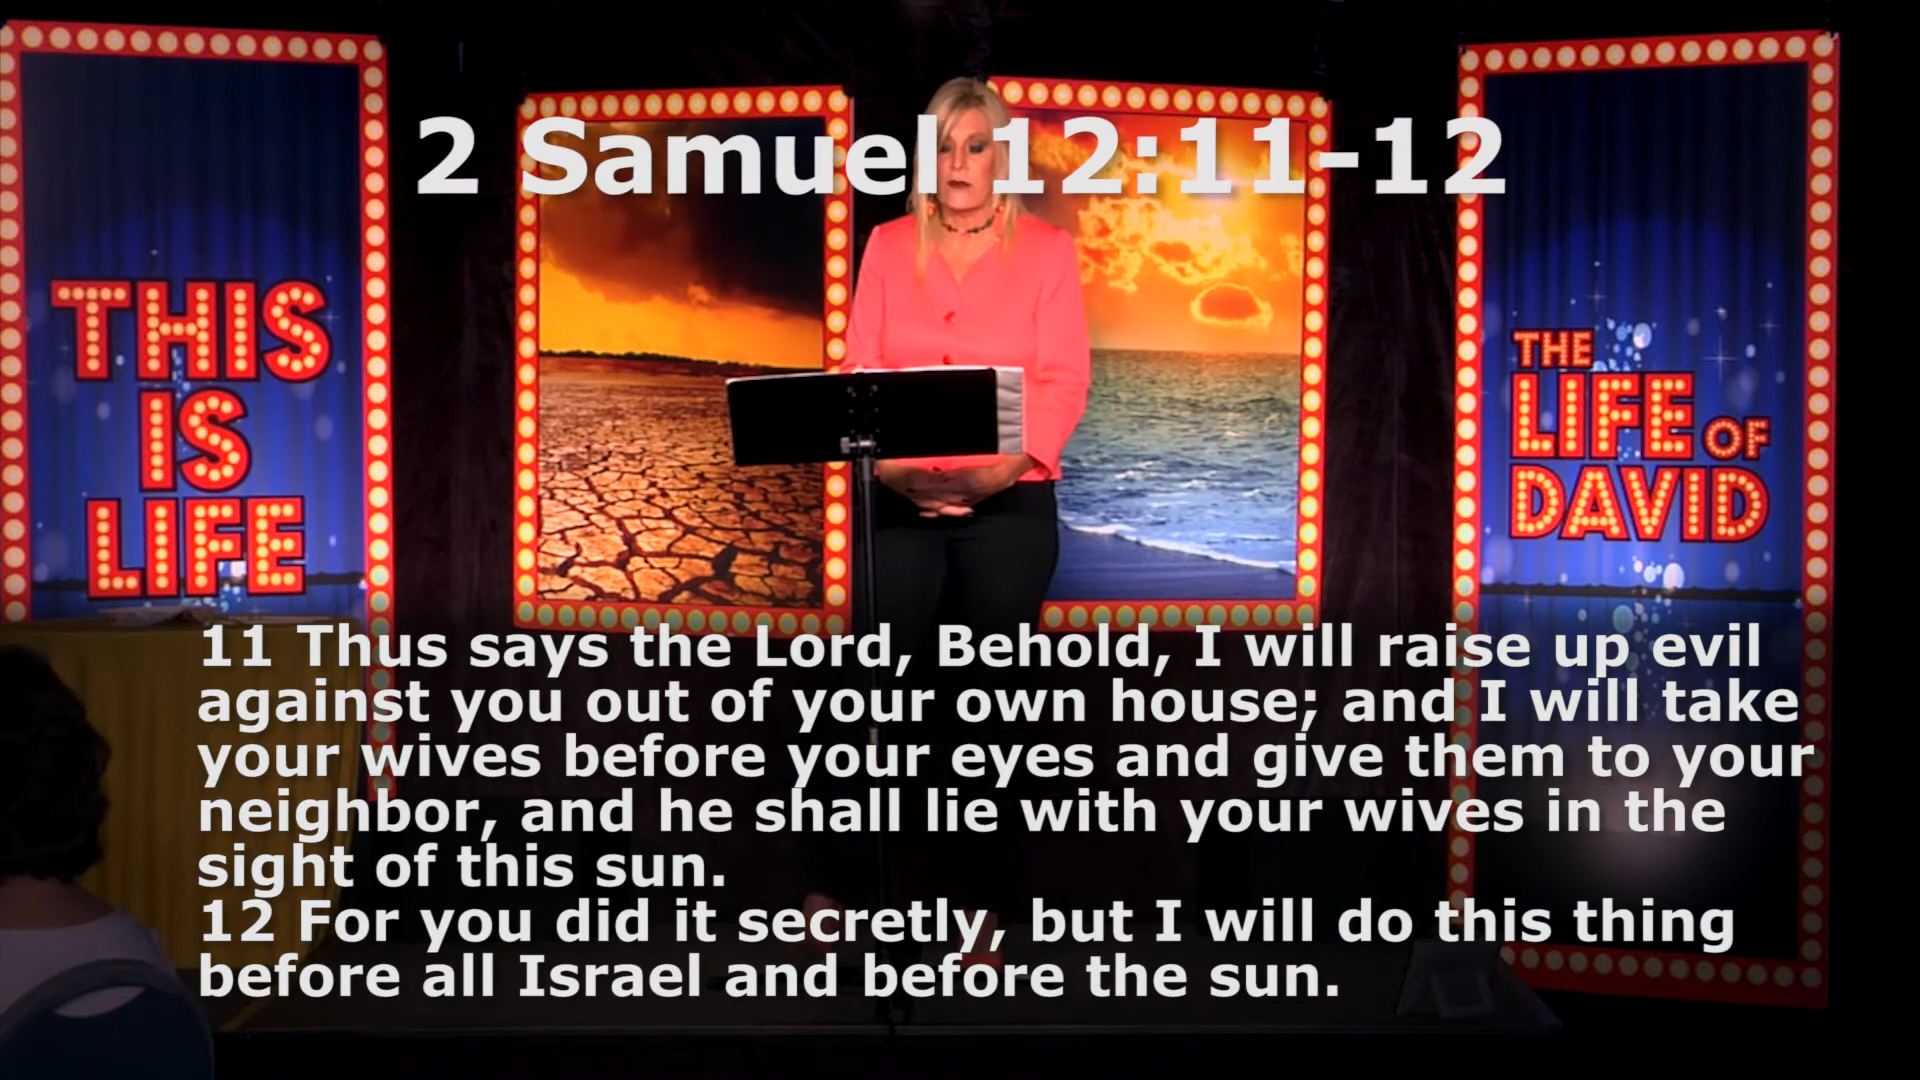 2 Samuel 12:11-12
THIS
IS
LIFE
THE
LIFE OF
DAVID
11 Thus says the Lord, Behold, I will raise up evil
against you out of your own house; and I will take
your wives before your eyes and give them to your
neighbor, and he shall lie with your wives in the
sight of this sun.
12 For you did it secretly, but I will do this thing
before all Israel and before the sun.